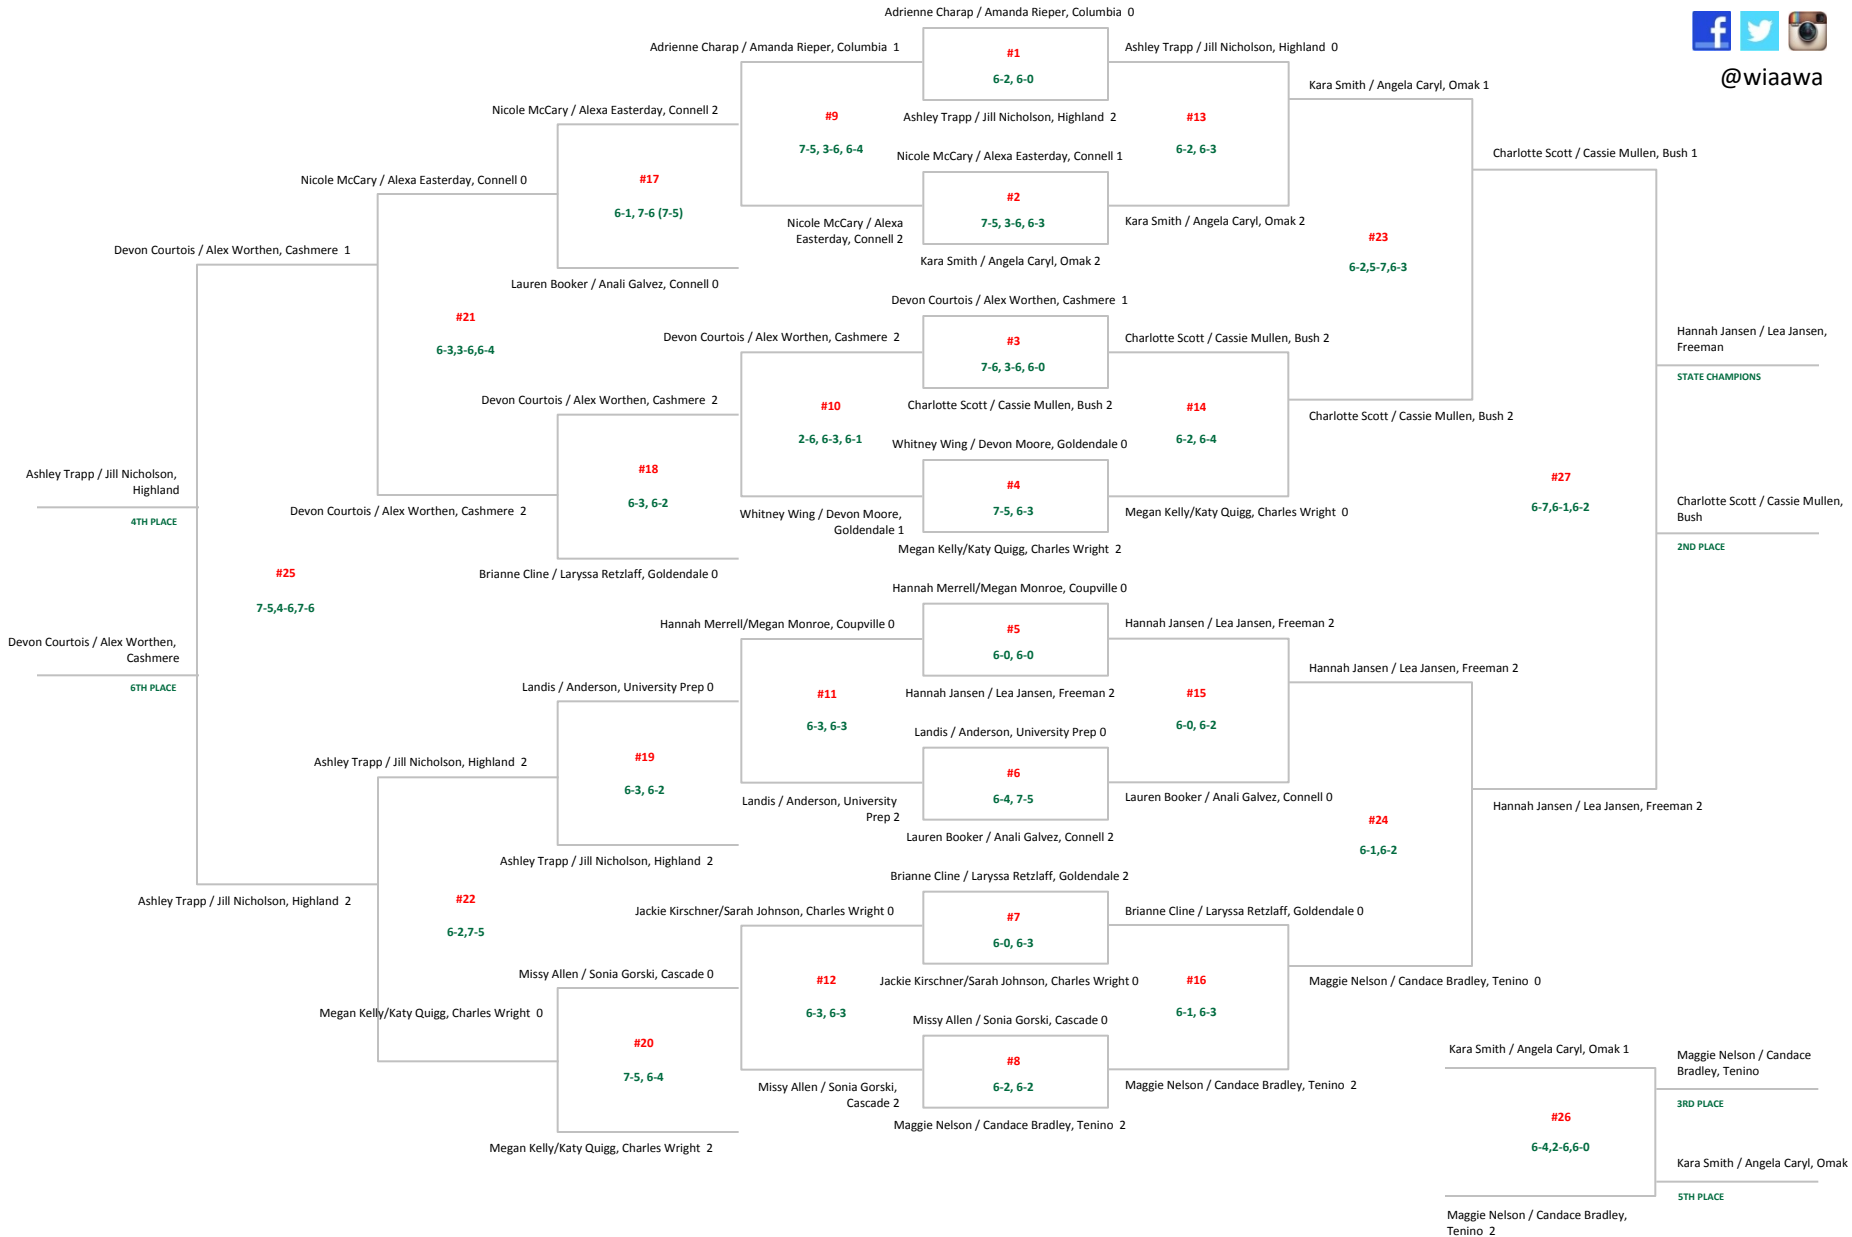 Adrienne Charap / Amanda Rieper, Columbia 0
Adrienne Charap / Amanda Rieper, Columbia 1
#1
Ashley Trapp / Jill Nicholson, Highland 0
6-2, 6-0
@wiaawa
Kara Smith / Angela Caryl, Omak 1
Nicole McCary / Alexa Easterday, Connell 2
#9
Ashley Trapp / Jill Nicholson, Highland 2
#13
7-5, 3-6, 6-4
6-2, 6-3
Nicole McCary / Alexa Easterday, Connell 1
Charlotte Scott / Cassie Mullen, Bush 1
Nicole McCary / Alexa Easterday, Connell 0
#17
#2
6-1, 7-6 (7-5)
7-5, 3-6, 6-3
Nicole McCary / Alexa
Easterday, Connell 2
Kara Smith / Angela Caryl, Omak 2
#23
Devon Courtois / Alex Worthen, Cashmere 1
Kara Smith / Angela Caryl, Omak 2
6-2,5-7,6-3
Lauren Booker / Anali Galvez, Connell 0
Devon Courtois / Alex Worthen, Cashmere 1
#21
6-3,3-6,6-4
Devon Courtois / Alex Worthen, Cashmere 2
#3
Charlotte Scott / Cassie Mullen, Bush 2
7-6, 3-6, 6-0
Hannah Jansen / Lea Jansen,
Freeman
STATE CHAMPIONS
Devon Courtois / Alex Worthen, Cashmere 2
#10
Charlotte Scott / Cassie Mullen, Bush 2
#14
Charlotte Scott / Cassie Mullen, Bush 2
2-6, 6-3, 6-1
6-2, 6-4
Whitney Wing / Devon Moore, Goldendale 0
Ashley Trapp / Jill Nicholson,
Highland
4TH PLACE
#18
#4
#27
6-3, 6-2
7-5, 6-3
6-7,6-1,6-2
Devon Courtois / Alex Worthen, Cashmere 2
Whitney Wing / Devon Moore,
Goldendale 1
Megan Kelly/Katy Quigg, Charles Wright 0
Charlotte Scott / Cassie Mullen,
Bush
2ND PLACE
Megan Kelly/Katy Quigg, Charles Wright 2
#25
7-5,4-6,7-6
Brianne Cline / Laryssa Retzlaff, Goldendale 0
Hannah Merrell/Megan Monroe, Coupville 0
Hannah Merrell/Megan Monroe, Coupville 0
#5
Hannah Jansen / Lea Jansen, Freeman 2
6-0, 6-0
Devon Courtois / Alex Worthen,
Cashmere
6TH PLACE
Hannah Jansen / Lea Jansen, Freeman 2
Landis / Anderson, University Prep 0
#11
Hannah Jansen / Lea Jansen, Freeman 2
#15
6-3, 6-3
6-0, 6-2
Landis / Anderson, University Prep 0
Ashley Trapp / Jill Nicholson, Highland 2
#19
#6
6-3, 6-2
6-4, 7-5
Landis / Anderson, University
Prep 2
Lauren Booker / Anali Galvez, Connell 0
Hannah Jansen / Lea Jansen, Freeman 2
#24
6-1,6-2
Lauren Booker / Anali Galvez, Connell 2
Ashley Trapp / Jill Nicholson, Highland 2
Brianne Cline / Laryssa Retzlaff, Goldendale 2
Ashley Trapp / Jill Nicholson, Highland 2
#22
6-2,7-5
Jackie Kirschner/Sarah Johnson, Charles Wright 0
#7
Brianne Cline / Laryssa Retzlaff, Goldendale 0
6-0, 6-3
Missy Allen / Sonia Gorski, Cascade 0
#12
Jackie Kirschner/Sarah Johnson, Charles Wright 0
#16
Maggie Nelson / Candace Bradley, Tenino 0
Megan Kelly/Katy Quigg, Charles Wright 0
6-3, 6-3
6-1, 6-3
Missy Allen / Sonia Gorski, Cascade 0
#20
#8
7-5, 6-4
6-2, 6-2
Kara Smith / Angela Caryl, Omak 1
Maggie Nelson / Candace
Bradley, Tenino
3RD PLACE
Missy Allen / Sonia Gorski,
Cascade 2
Maggie Nelson / Candace Bradley, Tenino 2
Maggie Nelson / Candace Bradley, Tenino 2
Megan Kelly/Katy Quigg, Charles Wright 2
#26
6-4,2-6,6-0
Kara Smith / Angela Caryl, Omak
5TH PLACE
Maggie Nelson / Candace Bradley,
Tenino 2